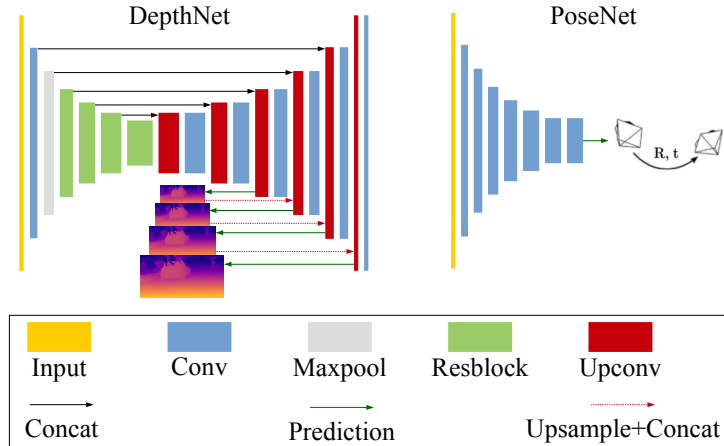 DepthNet
PoseNet
R, t
Input
Conv
Maxpool
Resblock
Upconv
Concat
Prediction
Upsample+Concat